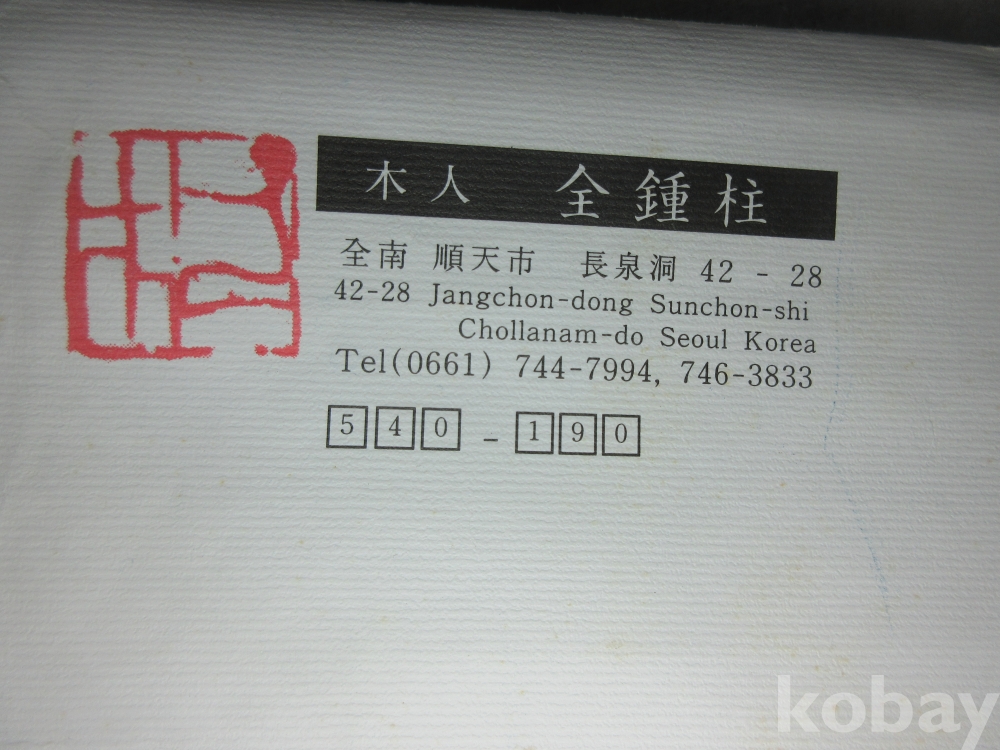 木人 全鍾柱
全南 順天市 長泉洞 42 - 28
42-28 Jangchon-dong Sunchon-shi
Chollanam-do Seoul Korea
Tel(0661) 744-7994, 746-3833
540 - 190
kobay